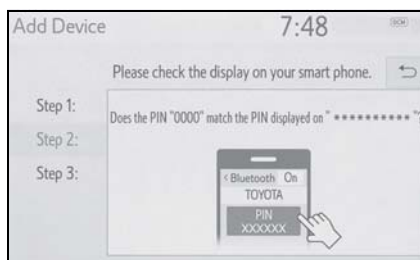 Add Device 7:48 DCM
Please check the display on your smart phone.
Step 1:
Does the PIN "0000" match the PIN displayed on " ********** "?
Step 2:
Step 3:
< Bluetooth On
TOYOTA
PIN
XXXXXX